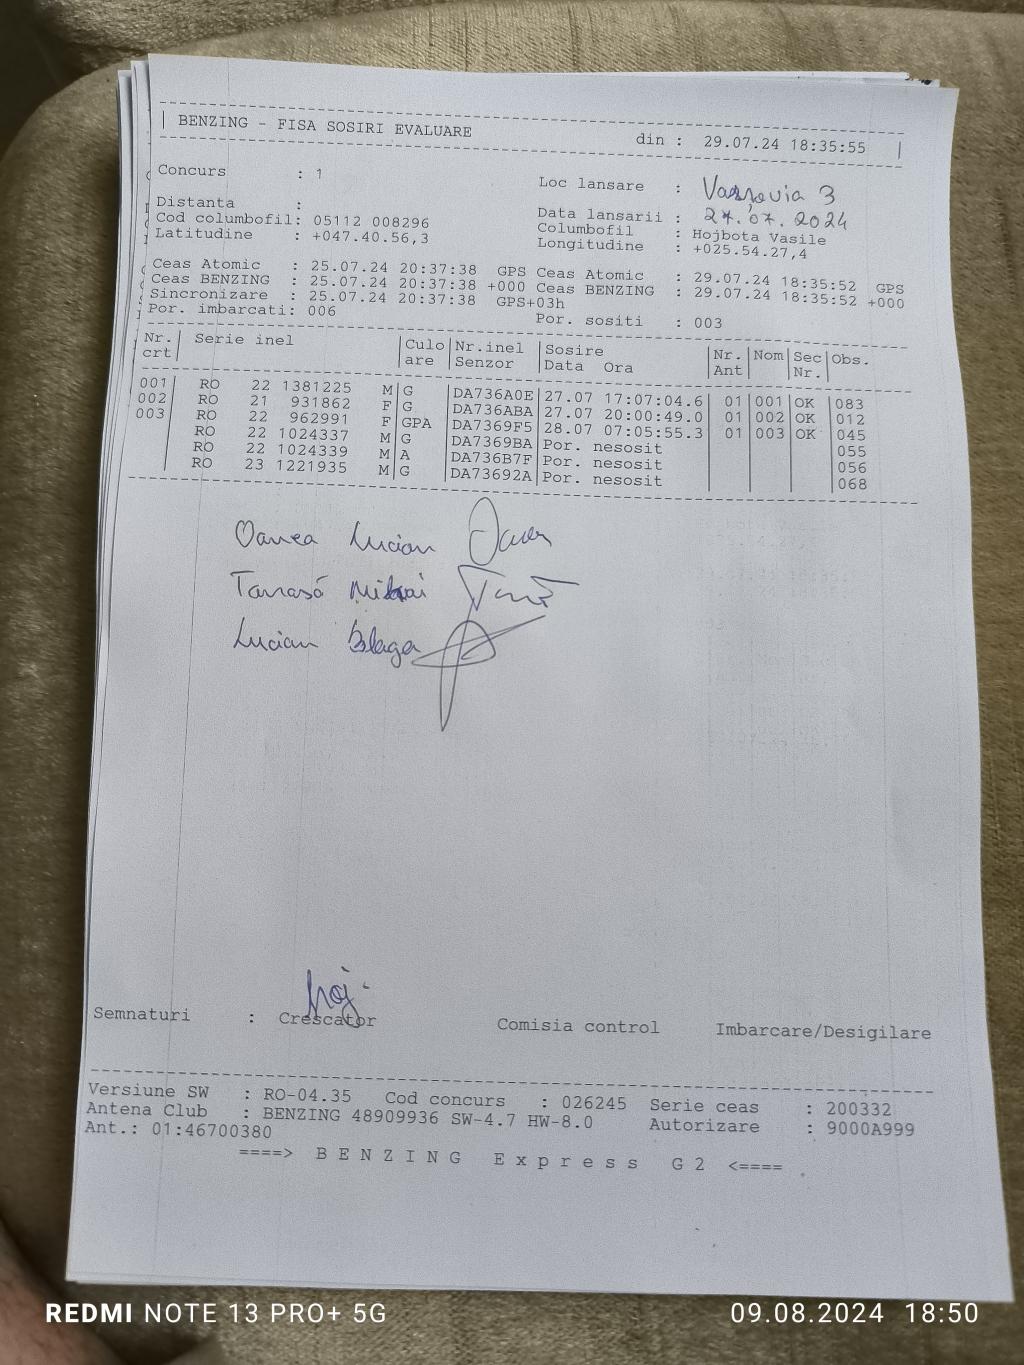 BENZING - FISA SOSIRI EVALUARE din : 29.07.24 18:35:55
Concurs : 1 Loc lansare : Varșovia 3
Distanta : Data lansarii : 27.07.2024
Cod columbofil: 05112 008296 Columbofil : Hojbota Vasile
Latitudine : +047.40.56,3 Longitudine : +025.54.27,4
Ceas Atomic : 25.07.24 20:37:38 GPS Ceas Atomic : 29.07.24 18:35:52 GPS
Ceas BENZING : 25.07.24 20:37:38 +000 Ceas BENZING : 29.07.24 18:35:52 +000
Sincronizare : 25.07.24 20:37:38 GPS+03h
Por. imbarcati: 006 Por. sositi : 003
Nr.| Serie inel |Culo|Nr.inel |Sosire |Nr.|Nom|Sec|Obs.
crt| |are |Senzor |Data Ora |Ant| |Nr.|
001| RO 22 1381225 M|G |DA736A0E|27.07 17:07:04.6| 01|001|OK |083
002| RO 21 931862 F|G |DA736ABA|27.07 20:00:49.0| 01|002|OK |012
003| RO 22 962991 F|GPA |DA7369F5|28.07 07:05:55.3| 01|003|OK |045
RO 22 1024337 M|G |DA7369BA|Por. nesosit | | | |055
RO 22 1024339 M|A |DA736B7F|Por. nesosit | | | |056
RO 23 1221935 M|G |DA73692A|Por. nesosit | | | |068
Oanea Lucian
Tanasă Mihai
Lucian Blaga
hoj.
Semnaturi : Crescator Comisia control Imbarcare/Desigilare
Versiune SW : RO-04.35 Cod concurs : 026245 Serie ceas : 200332
Antena Club : BENZING 48909936 SW-4.7 HW-8.0 Autorizare : 9000A999
Ant.: 01:46700380
====> B E N Z I N G E x p r e s s G 2 <====
REDMI NOTE 13 PRO+ 5G 09.08.2024 18:50